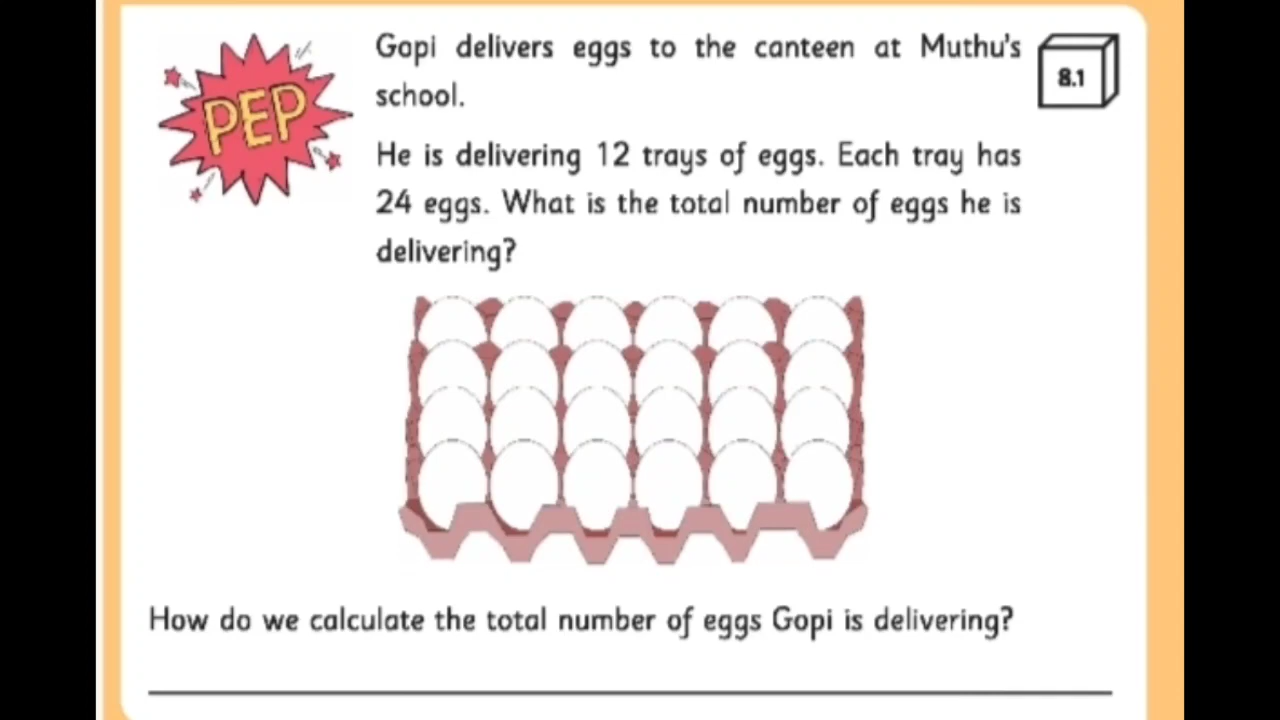 PEP
Gopi delivers eggs to the canteen at Muthu's
school.
8.1
He is delivering 12 trays of eggs. Each tray has
24 eggs. What is the total number of eggs he is
delivering?
How do we calculate the total number of eggs Gopi is delivering?